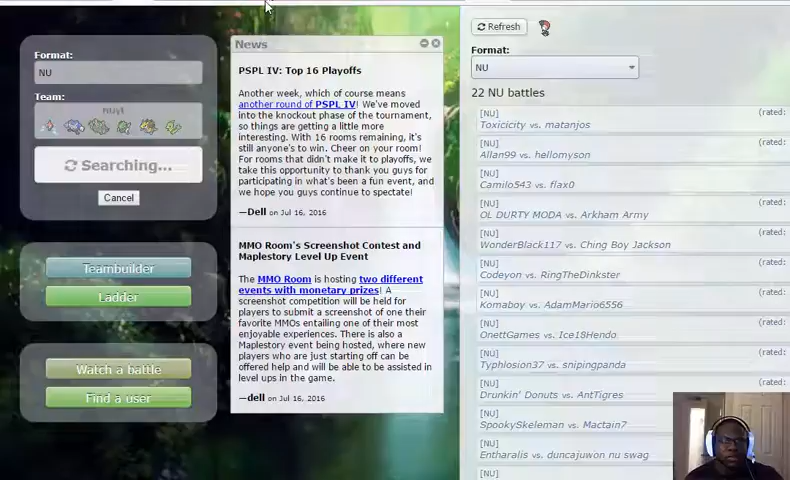 Format:
NU
Team:
Searching...
Cancel
Teambuilder
Ladder
Watch a battle
Find a user
News
PSPL IV: Top 16 Playoffs
Another week, which of course means
another round of PSPL IV! We've moved
into the knockout phase of the tournament,
so things are getting a little more
interesting. With 16 rooms remaining, it's
still anyone's to win. Cheer on your room!
For rooms that didn't make it to playoffs, we
take this opportunity to thank you guys for
participating in what's been a fun event, and
we hope you guys continue to spectate!
—Dell on Jul 16, 2016
MMO Room's Screenshot Contest and
Maplestory Level Up Event
The MMO Room is hosting two different
events with monetary prizes! A
screenshot competition will be held for
players to submit a screenshot of one their
favorite MMOs entailing one of their most
enjoyable experiences. There is also a
Maplestory event being hosted, where new
players who are just starting off can be
offered help and will be able to be assisted in
level ups in the game.
—dell on Jul 16, 2016
Refresh
Format:
NU
22 NU battles
[NU] (rated:
Toxicity vs. matanjos
[NU]
Allan99 vs. hellomyson
[NU]
Camilo543 vs. flax0
[NU] (rated:
OL DURTY MODA vs. Arkham Army
[NU] (rated:
WonderBlack117 vs. Ching Boy Jackson
[NU] (rated:
Codeyon vs. RingTheDinkster
[NU] (rated:
Komaboy vs. AdamMario6556
[NU] (rated:
OnettGames vs. Ice18Hendo
[NU] (rated:
Typhlosion37 vs. snipingpanda
[NU] (rated:
Drunkin' Donuts vs. AntTigres
[NU]
SpookySkeleman vs. Mactain7
[NU]
Entharalis vs. duncajuwon nu swag
[NU]